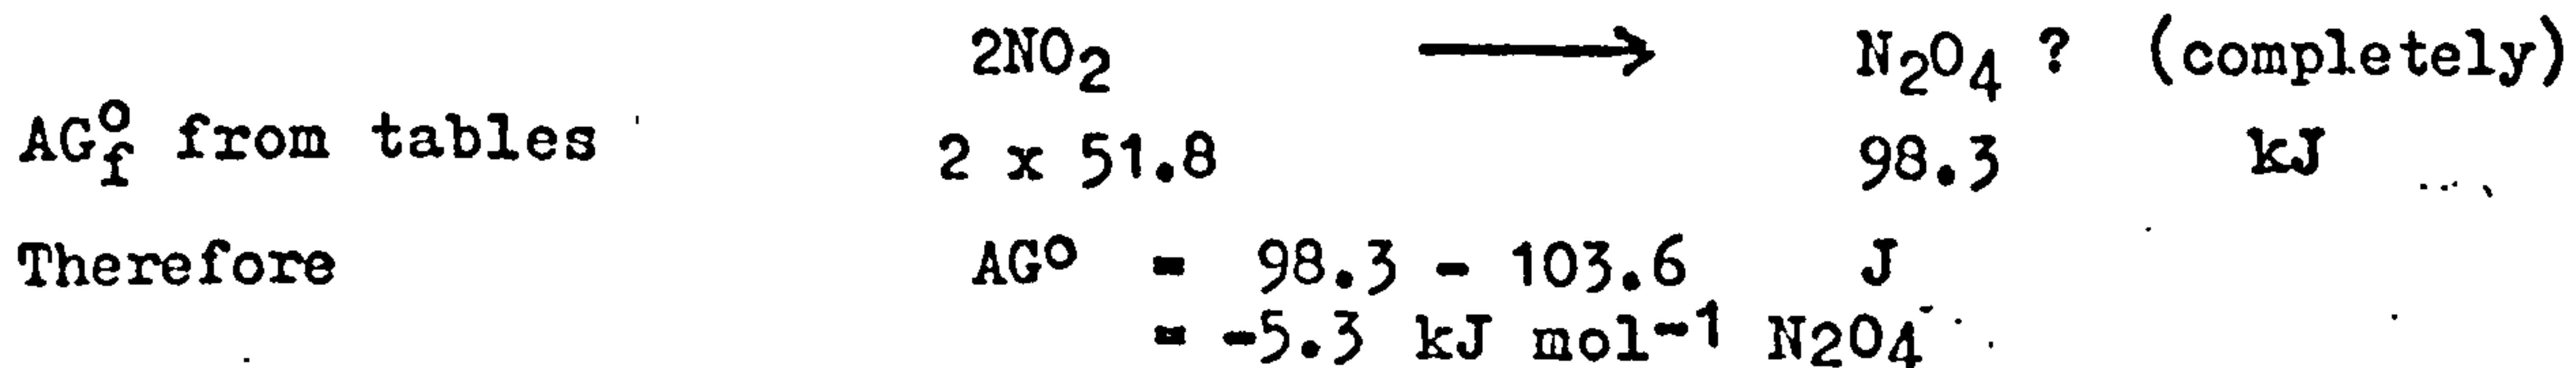 2NO₂ ⟶ N₂O₄ ? (completely)
AG°f from tables 2 x 51.8 98.3 kJ
Therefore AG° = 98.3 - 103.6 J
= -5.3 kJ mol⁻¹ N2O4